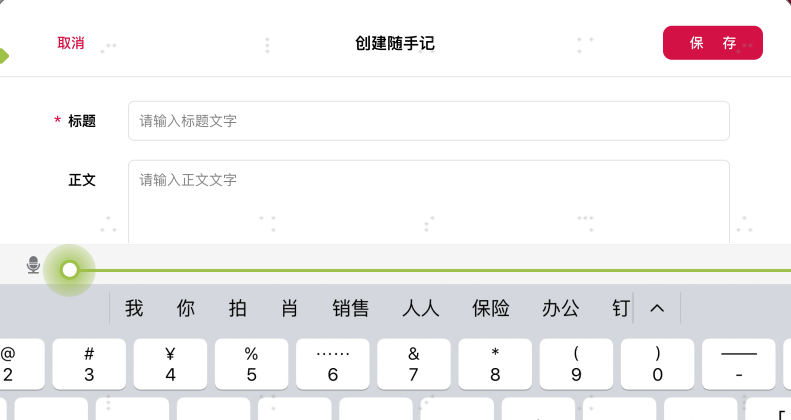 取消 创建随手记 保 存
* 标题 请输入标题文字
正文 请输入正文文字
我 你 拍 肖 销售 人人 保险 办公 钉
@ # ¥ % …… & * ( ) ——
2 3 4 5 6 7 8 9 0 -